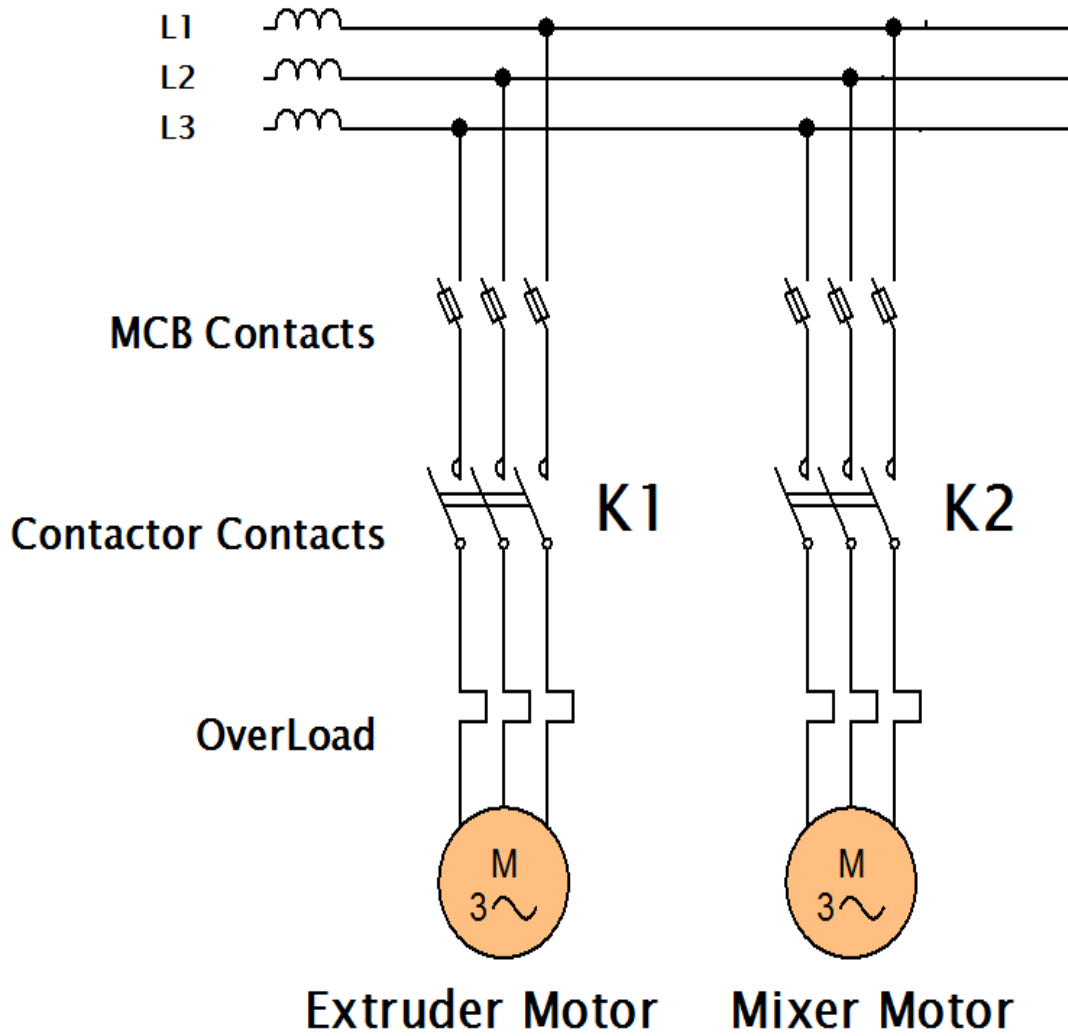 L1
L2
L3
MCB Contacts
K1
K2
Contactor Contacts
OverLoad
M
3
M
3
Extruder Motor
Mixer Motor